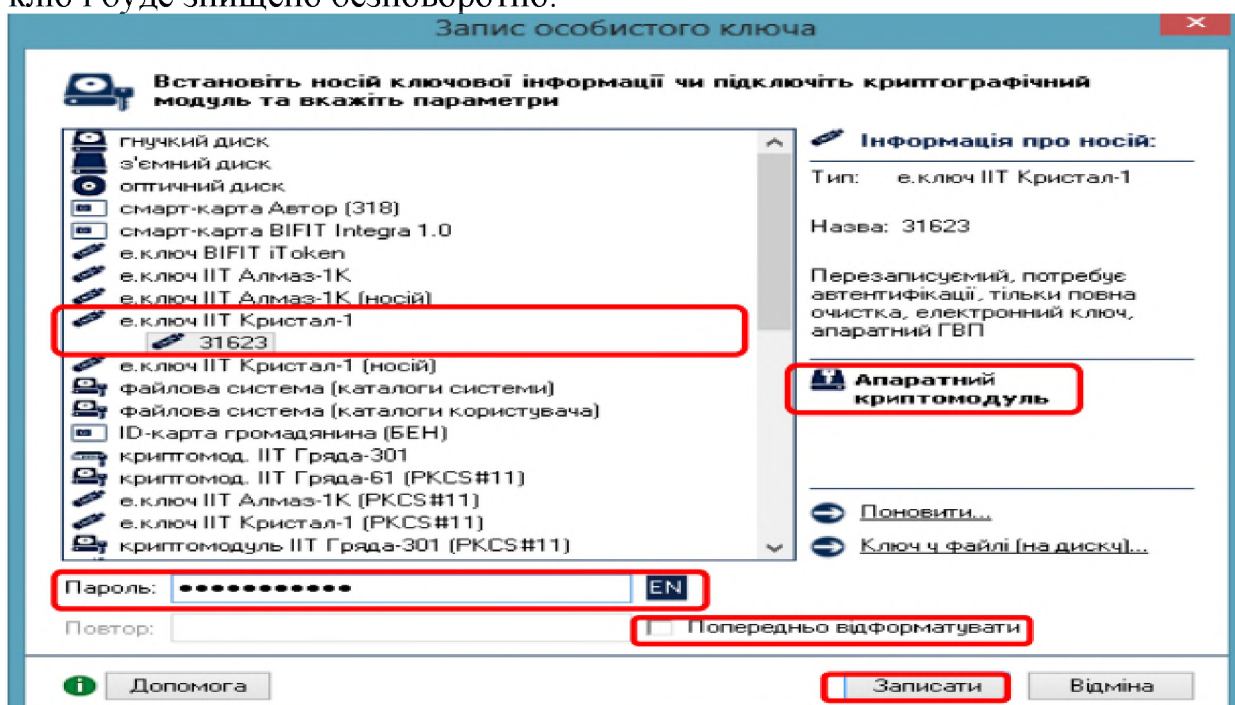 ключ буде знищено безповоротно.
Запис особистого ключа
Встановіть носій ключової інформації чи підключіть криптографічний
модуль та вкажіть параметри
гнучкий диск
з'ємний диск
оптичний диск
смарт-карта Автор (318)
смарт-карта BIFIT Integra 1.0
е.ключ BIFIT iToken
е.ключ ІІТ Алмаз-1К
е.ключ ІІТ Алмаз-1К (носій)
е.ключ ІІТ Кристал-1
31623
е.ключ ІІТ Кристал-1 (носій)
файлова система (каталоги системи)
файлова система (каталоги користувача)
ID-карта громадянина (БЕН)
криптомод. ІІТ Гряда-301
криптомод. ІІТ Гряда-61 (PKCS#11)
е.ключ ІІТ Алмаз-1К (PKCS#11)
е.ключ ІІТ Кристал-1 (PKCS#11)
криптомодуль ІІТ Гряда-301 (PKCS#11)
Інформація про носій:
Тип: е.ключ ІІТ Кристал-1
Назва: 31623
Перезаписуємий, потребує
автентифікації, тільки повна
очистка, електронний ключ,
апаратний ГВП
Апаратний
криптомодуль
Поновити...
Ключ у файлі (на диску)...
Пароль: ●●●●●●●●●●● EN
Повтор:
Попередньо відформатувати
Допомога
Записати
Відміна